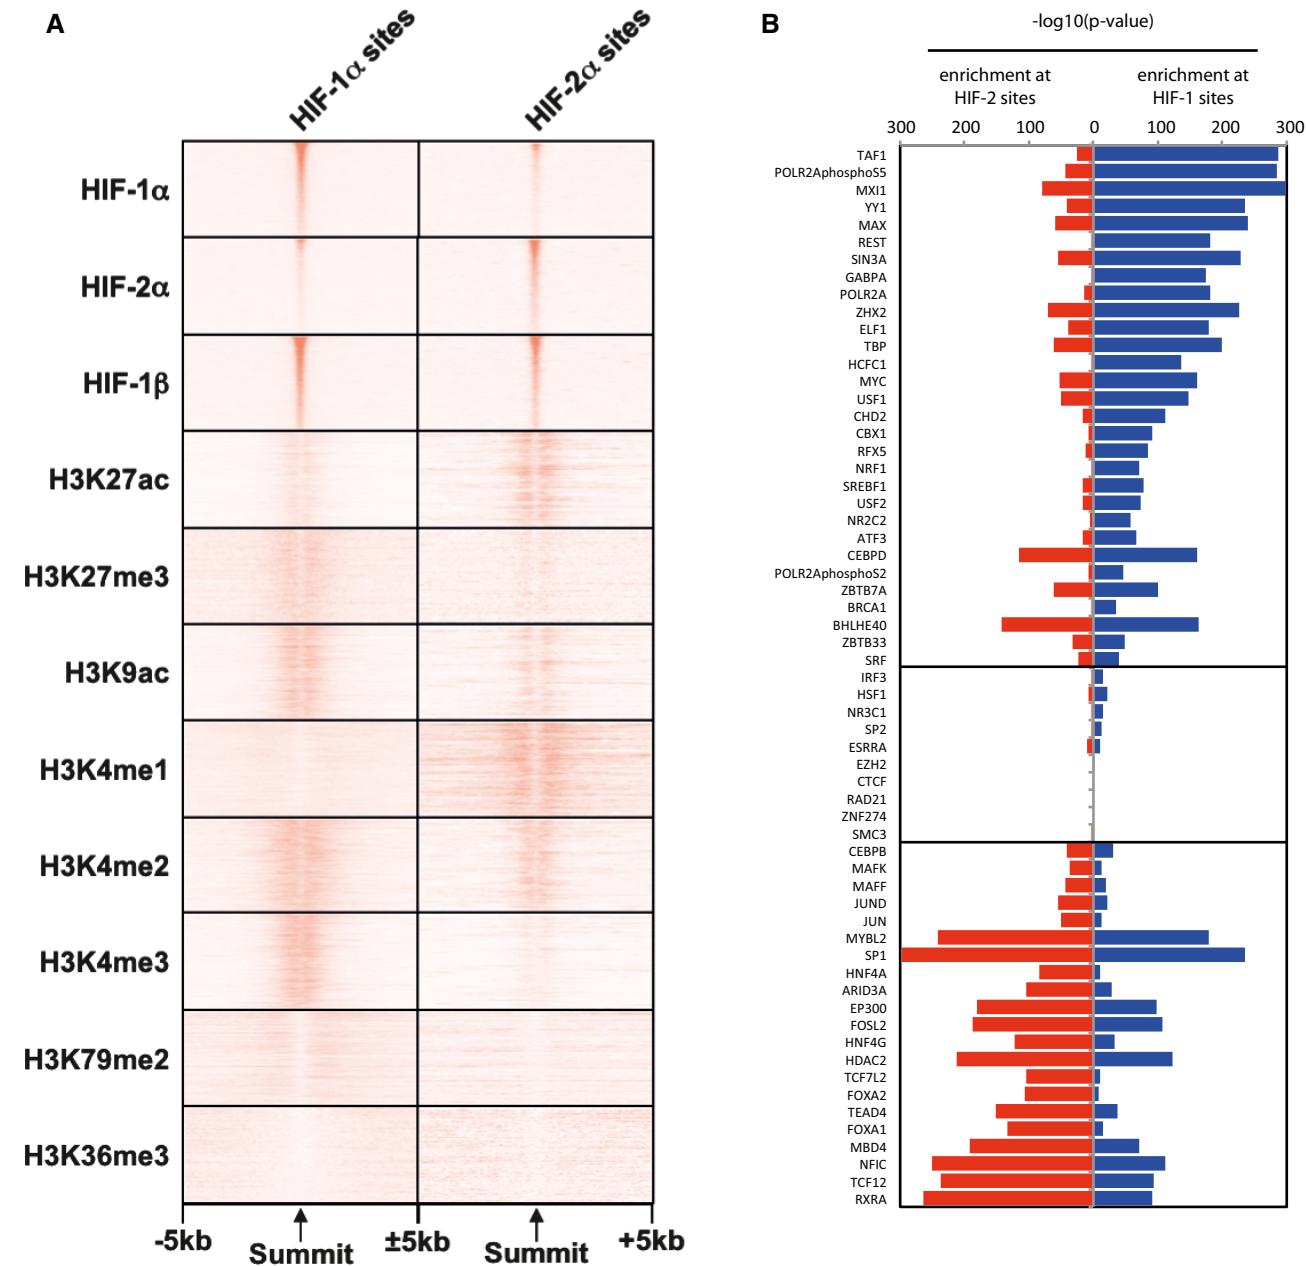 A
HIF-1α sites
HIF-2α sites
HIF-1α
HIF-2α
HIF-1β
H3K27ac
H3K27me3
H3K9ac
H3K4me1
H3K4me2
H3K4me3
H3K79me2
H3K36me3
-5kb
Summit
±5kb
Summit
+5kb
B
-log10(p-value)
enrichment at
HIF-2 sites
enrichment at
HIF-1 sites
300 200 100 0 100 200 300
TAF1
POLR2AphosphoS5
MXI1
YY1
MAX
REST
SIN3A
GABPA
POLR2A
ZHX2
ELF1
TBP
HCFC1
MYC
USF1
CHD2
CBX1
RFX5
NRF1
SREBF1
USF2
NR2C2
ATF3
CEBPD
POLR2AphosphoS2
ZBTB7A
BRCA1
BHLHE40
ZBTB33
SRF
IRF3
HSF1
NR3C1
SP2
ESRRA
EZH2
CTCF
RAD21
ZNF274
SMC3
CEBPB
MAFK
MAFF
JUND
JUN
MYBL2
SP1
HNF4A
ARID3A
EP300
FOSL2
HNF4G
HDAC2
TCF7L2
FOXA2
TEAD4
FOXA1
MBD4
NFIC
TCF12
RXRA